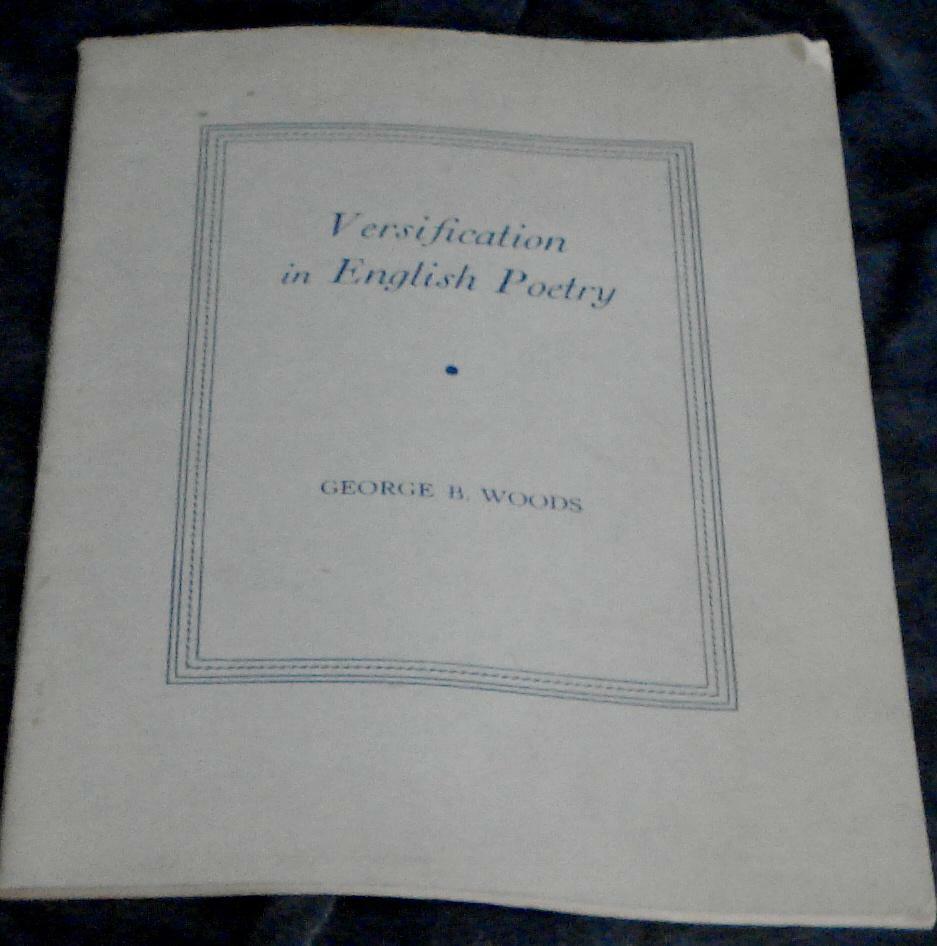 Versification
in English Poetry
GEORGE B. WOODS